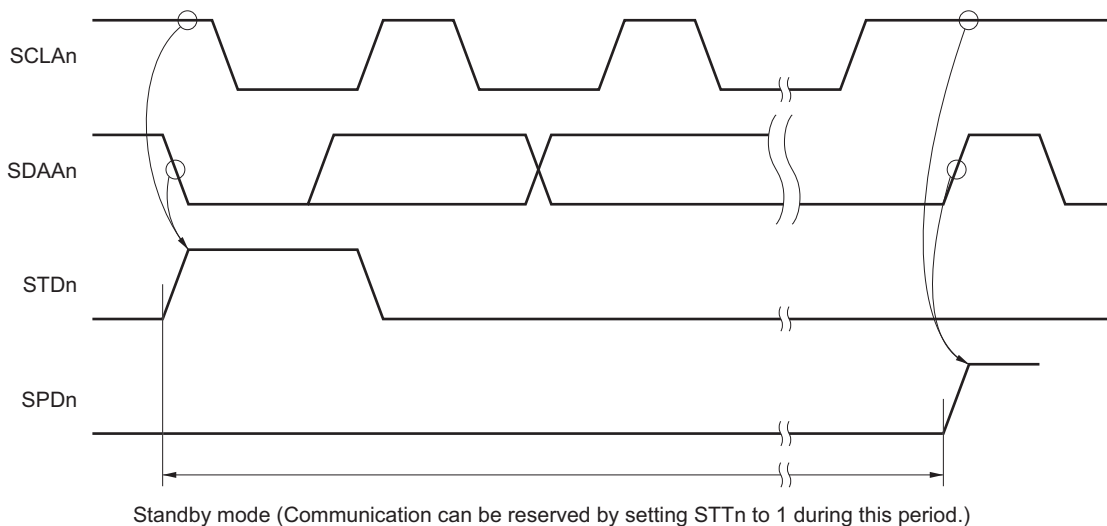 SCLAn
SDAAn
STDn
SPDn
Standby mode (Communication can be reserved by setting STTn to 1 during this period.)